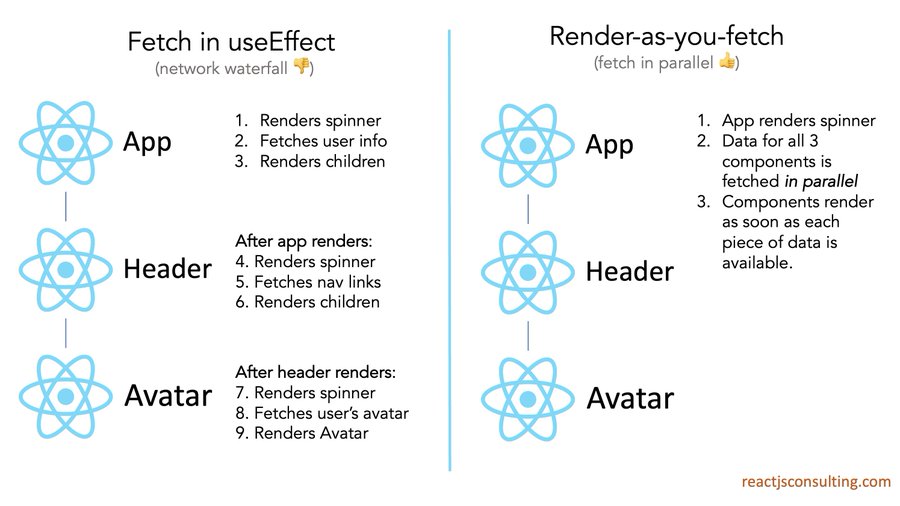 Fetch in useEffect
(network waterfall 👎)
App
1. Renders spinner
2. Fetches user info
3. Renders children
Header
After app renders:
4. Renders spinner
5. Fetches nav links
6. Renders children
Avatar
After header renders:
7. Renders spinner
8. Fetches user's avatar
9. Renders Avatar
Render-as-you-fetch
(fetch in parallel 👍)
App
1. App renders spinner
2. Data for all 3
components is
fetched in parallel
3. Components render
as soon as each
piece of data is
available.
Header
Avatar
reactjsconsulting.com